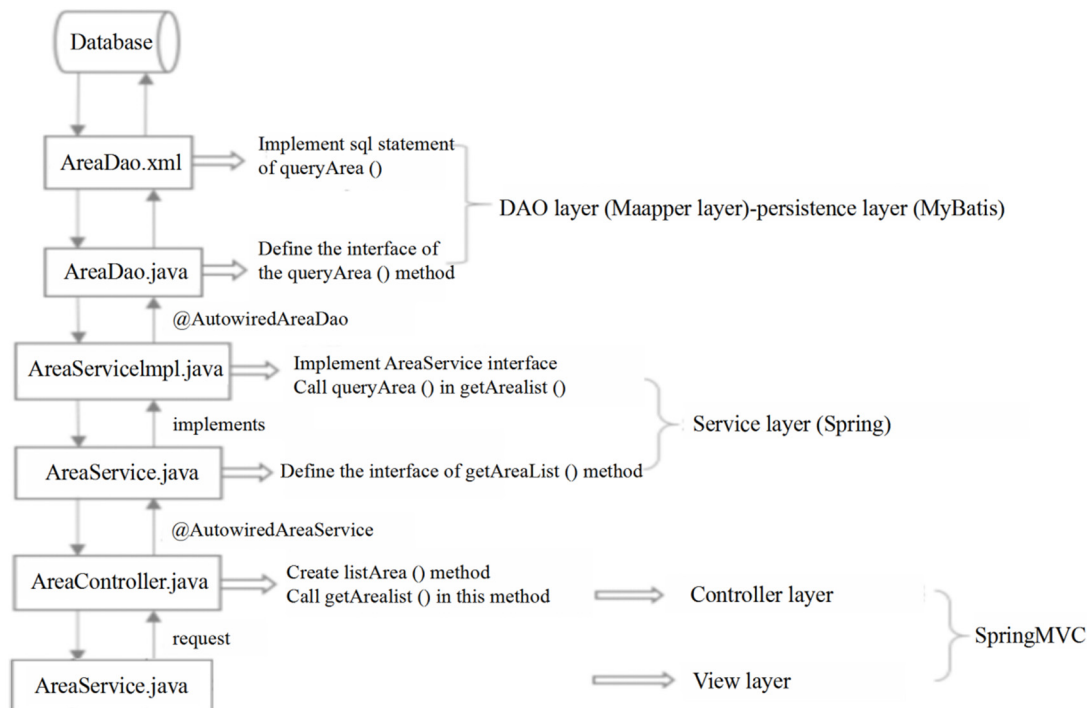 Database
AreaDao.xml
Implement sql statement
of queryArea ()
DAO layer (Maapper layer)-persistence layer (MyBatis)
AreaDao.java
Define the interface of
the queryArea () method
@AutowiredAreaDao
AreaServicelmpl.java
Implement AreaService interface
Call queryArea () in getArealist ()
implements
Service layer (Spring)
AreaService.java
Define the interface of getAreaList () method
@AutowiredAreaService
AreaController.java
Create listArea () method
Call getArealist () in this method
Controller layer
request
SpringMVC
AreaService.java
View layer